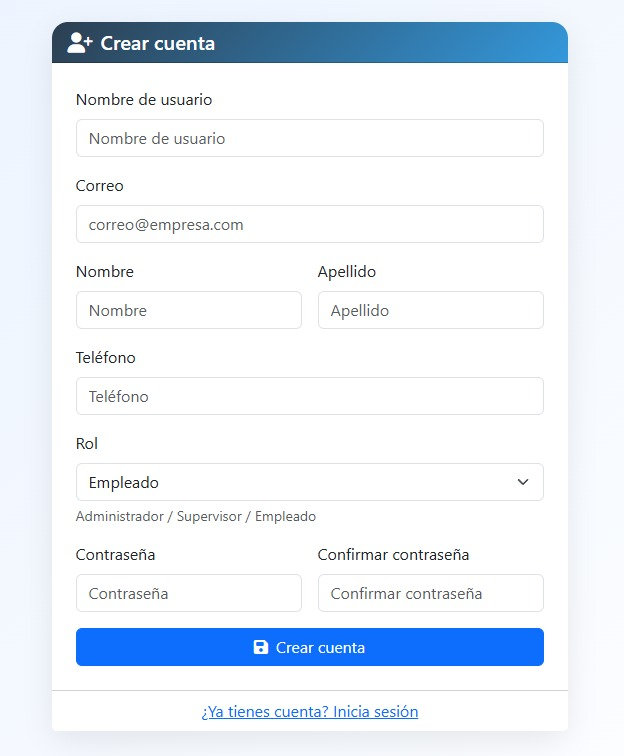 Crear cuenta
Nombre de usuario
Nombre de usuario
Correo
correo@empresa.com
Nombre Apellido
Nombre Apellido
Teléfono
Teléfono
Rol
Empleado
Administrador / Supervisor / Empleado
Contraseña Confirmar contraseña
Contraseña Confirmar contraseña
Crear cuenta
¿Ya tienes cuenta? Inicia sesión